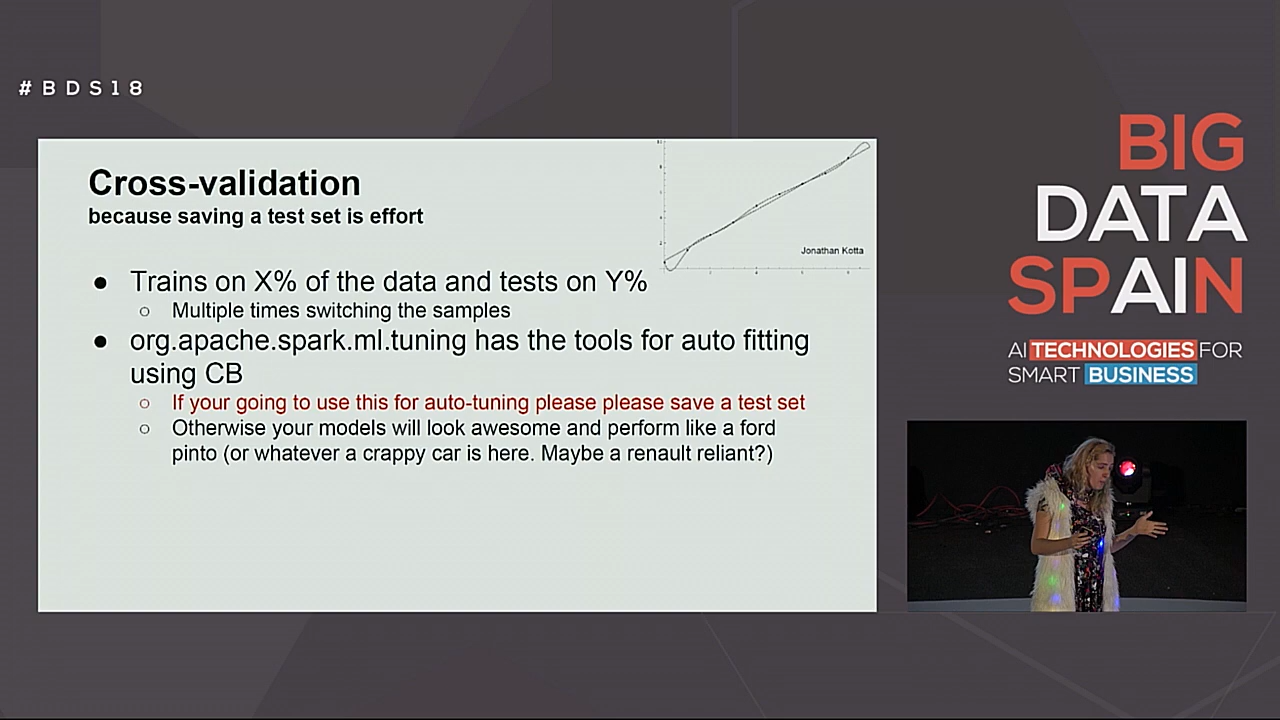 #BDS18
Cross-validation
because saving a test set is effort
Jonathan Kotta
● Trains on X% of the data and tests on Y%
○ Multiple times switching the samples
● org.apache.spark.ml.tuning has the tools for auto fitting
using CB
○ If your going to use this for auto-tuning please please save a test set
○ Otherwise your models will look awesome and perform like a ford
pinto (or whatever a crappy car is here. Maybe a renault reliant?)
BIG
DATA
SPAIN
AI TECHNOLOGIES FOR
SMART BUSINESS